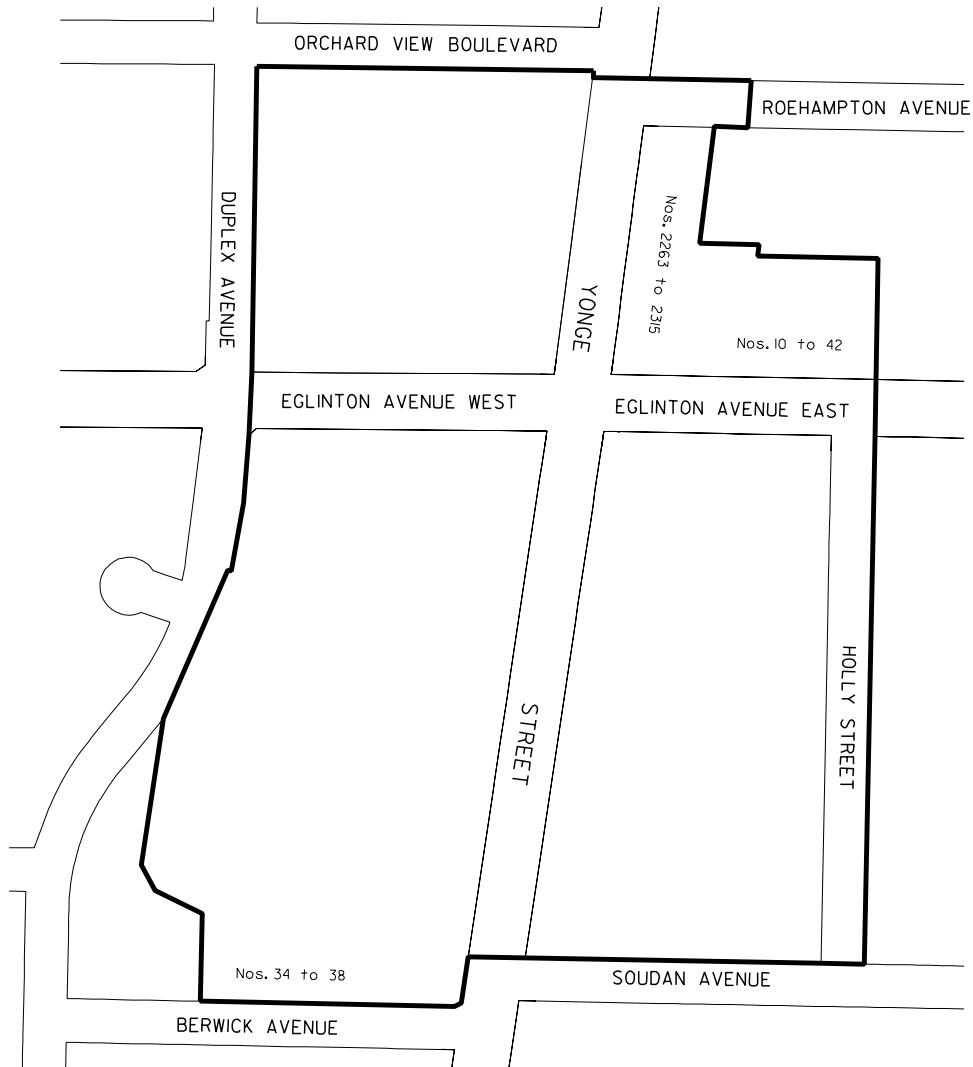 ORCHARD VIEW BOULEVARD
ROEHAMPTON AVENUE
DUPLEX AVENUE
Nos. 2263 to 2315
YONGE
Nos. 10 to 42
EGLINTON AVENUE WEST
EGLINTON AVENUE EAST
HOLLY STREET
STREET
Nos. 34 to 38
SOUDAN AVENUE
BERWICK AVENUE